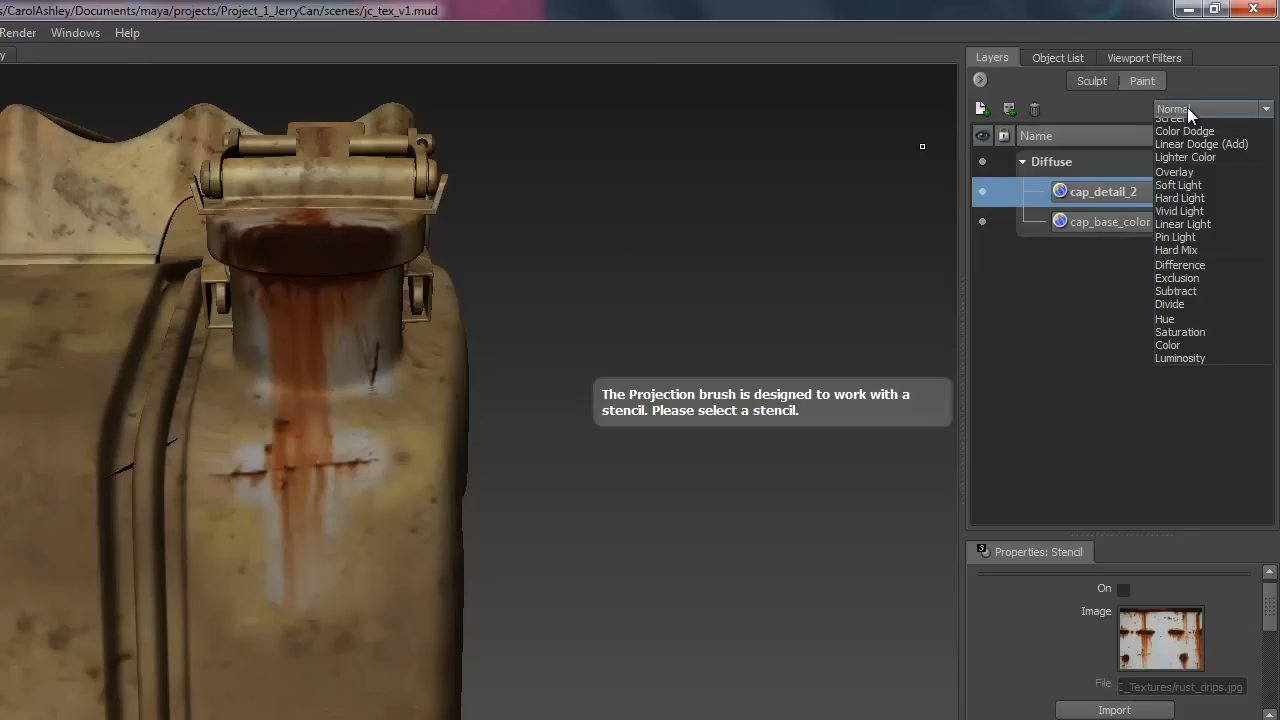 s/CarolAshley/Documents/maya/projects/Project_1_JerryCan/scenes/jc_tex_v1.mud
Render Windows Help
y
Layers Object List Viewport Filters
Sculpt Paint
Normal
Screen
Name
Color Dodge
Linear Dodge (Add)
Lighter Color
Diffuse
Overlay
Soft Light
cap_detail_2
Hard Light
Vivid Light
cap_base_color
Linear Light
Pin Light
Hard Mix
Difference
Exclusion
Subtract
Divide
Hue
Saturation
Color
Luminosity
The Projection brush is designed to work with a
stencil. Please select a stencil.
Properties: Stencil
On
Image
File C_Textures/rust_drips.jpg
Import